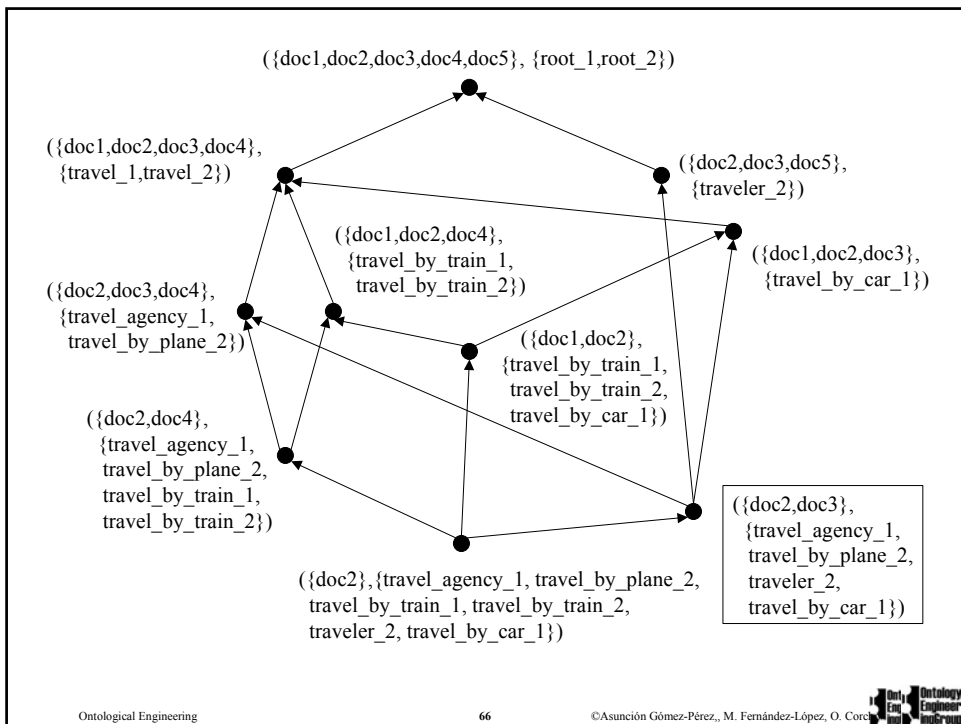 ({doc1,doc2,doc3,doc4,doc5}, {root_1,root_2})
({doc1,doc2,doc3,doc4},
{travel_1,travel_2})
({doc2,doc3,doc5},
{traveler_2})
({doc1,doc2,doc4},
{travel_by_train_1,
travel_by_train_2})
({doc1,doc2,doc3},
{travel_by_car_1})
({doc2,doc3,doc4},
{travel_agency_1,
travel_by_plane_2})
({doc1,doc2},
{travel_by_train_1,
travel_by_train_2,
travel_by_car_1})
({doc2,doc4},
{travel_agency_1,
travel_by_plane_2,
travel_by_train_1,
travel_by_train_2})
({doc2,doc3},
{travel_agency_1,
travel_by_plane_2,
traveler_2,
travel_by_car_1})
({doc2},{travel_agency_1, travel_by_plane_2,
travel_by_train_1, travel_by_train_2,
traveler_2, travel_by_car_1})
Ontological Engineering
66
©Asunción Gómez-Pérez,, M. Fernández-López, O.
Ontology
Engineer
ingGroup